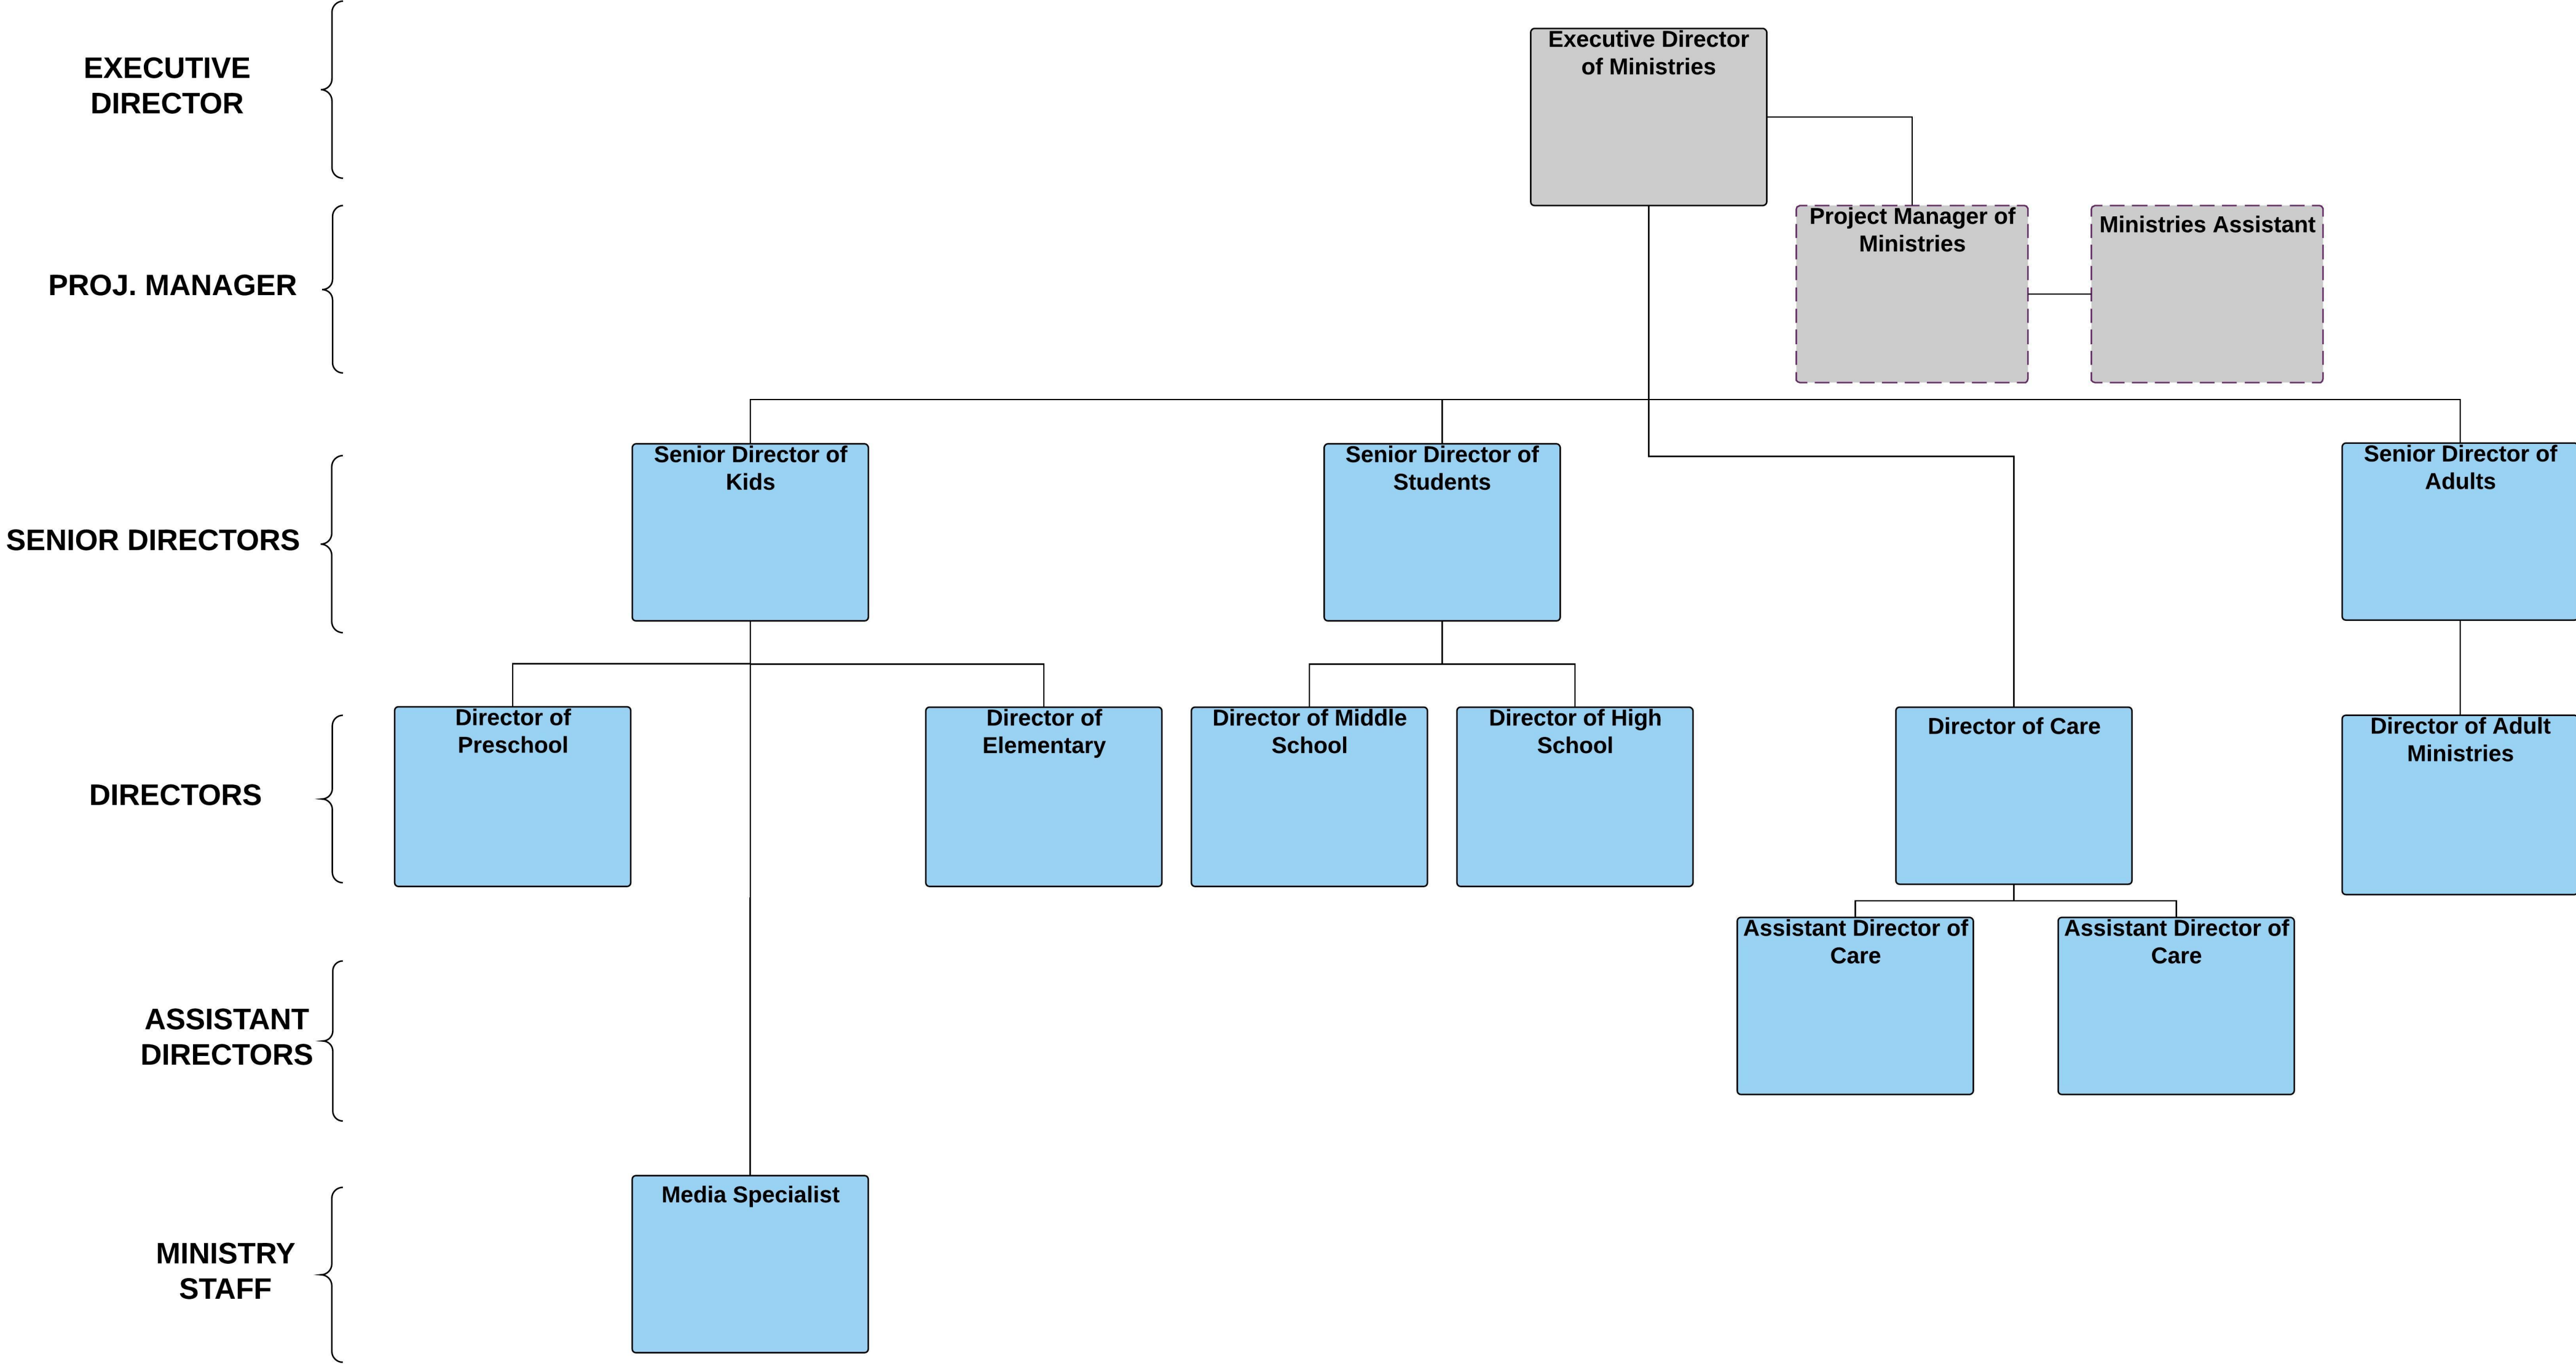 EXECUTIVE
DIRECTOR
Executive Director
of Ministries
PROJ. MANAGER
Project Manager of
Ministries
Ministries Assistant
SENIOR DIRECTORS
Senior Director of
Kids
Senior Director of
Students
Senior Director of
Adults
DIRECTORS
Director of
Preschool
Director of
Elementary
Director of Middle
School
Director of High
School
Director of Care
Director of Adult
Ministries
ASSISTANT
DIRECTORS
Assistant Director of
Care
Assistant Director of
Care
MINISTRY
STAFF
Media Specialist